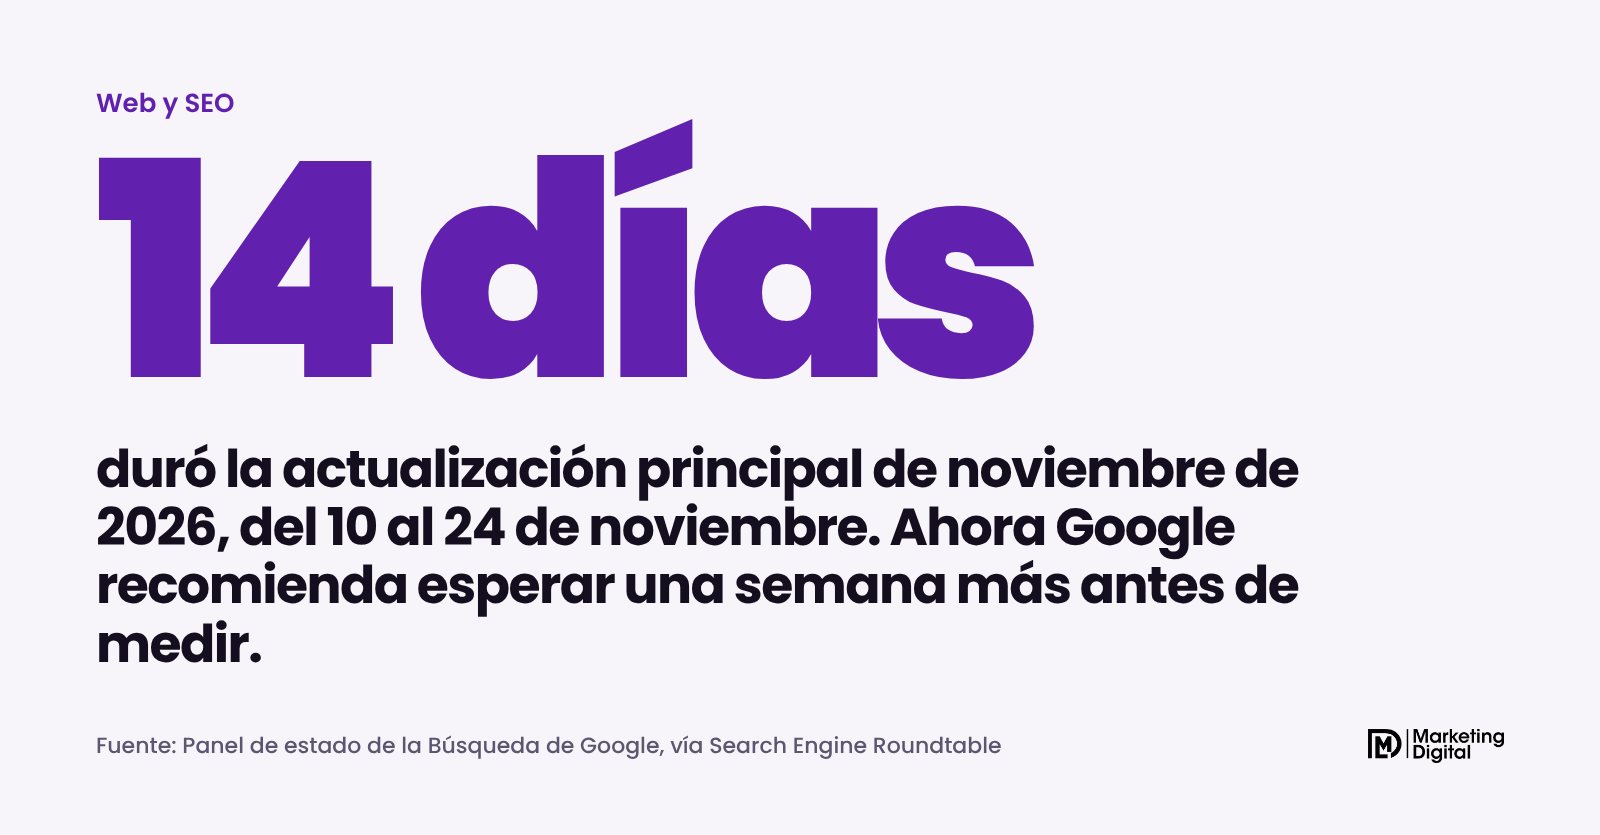 Web y SEO
14 días
duró la actualización principal de noviembre de
2026, del 10 al 24 de noviembre. Ahora Google
recomienda esperar una semana más antes de
medir.
Fuente: Panel de estado de la Búsqueda de Google, vía Search Engine Roundtable
Marketing
Digital